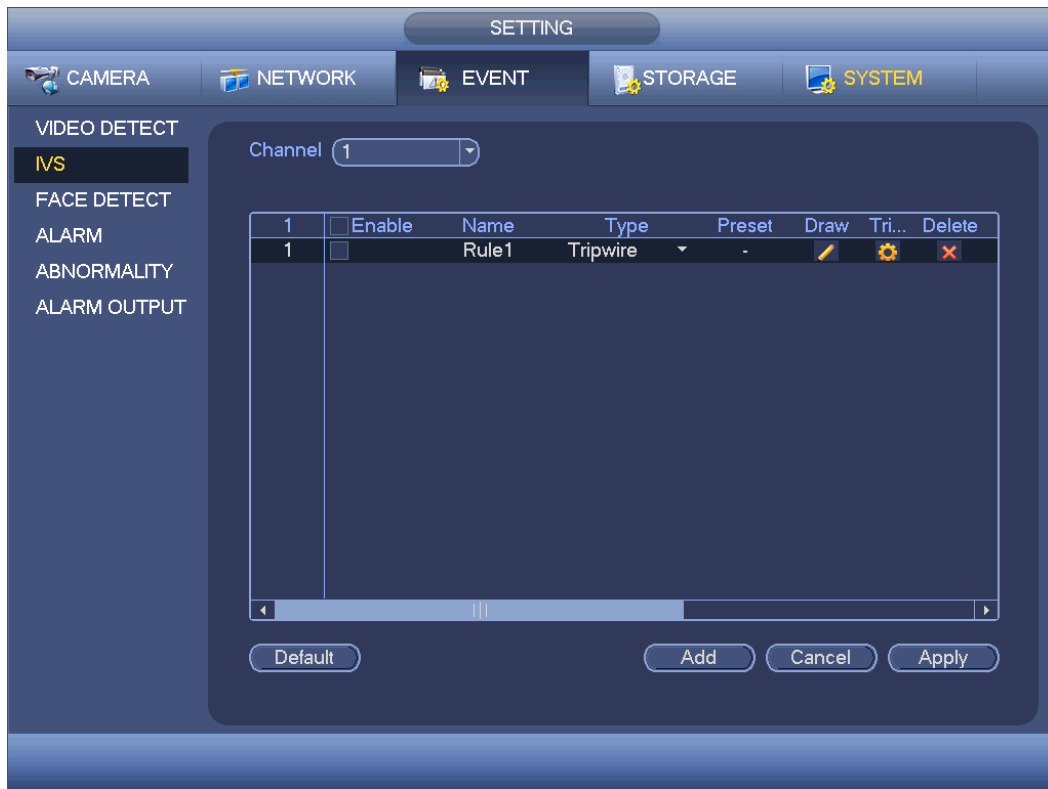 SETTING
CAMERA NETWORK EVENT STORAGE SYSTEM
VIDEO DETECT
IVS
FACE DETECT
ALARM
ABNORMALITY
ALARM OUTPUT
Channel 1
1 Enable Name Type Preset Draw Tri... Delete
1 Rule1 Tripwire - 
Default Add Cancel Apply